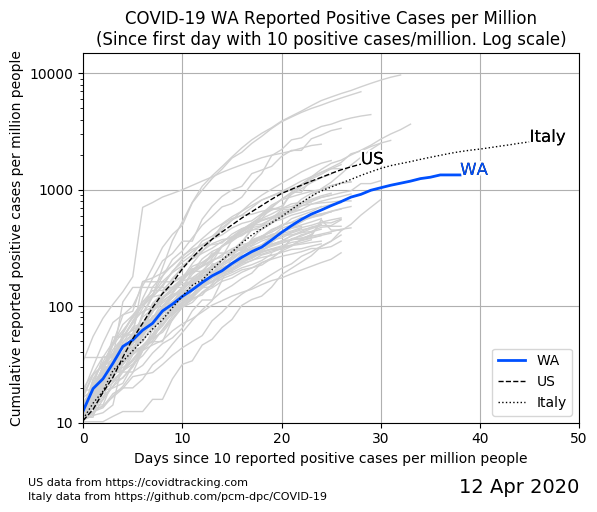 COVID-19 WA Reported Positive Cases per Million
(Since first day with 10 positive cases/million. Log scale)
Cumulative reported positive cases per million people
10000
1000
100
10
US
Italy
WA
WA
US
Italy
0 10 20 30 40 50
Days since 10 reported positive cases per million people
US data from https://covidtracking.com
Italy data from https://github.com/pcm-dpc/COVID-19
12 Apr 2020